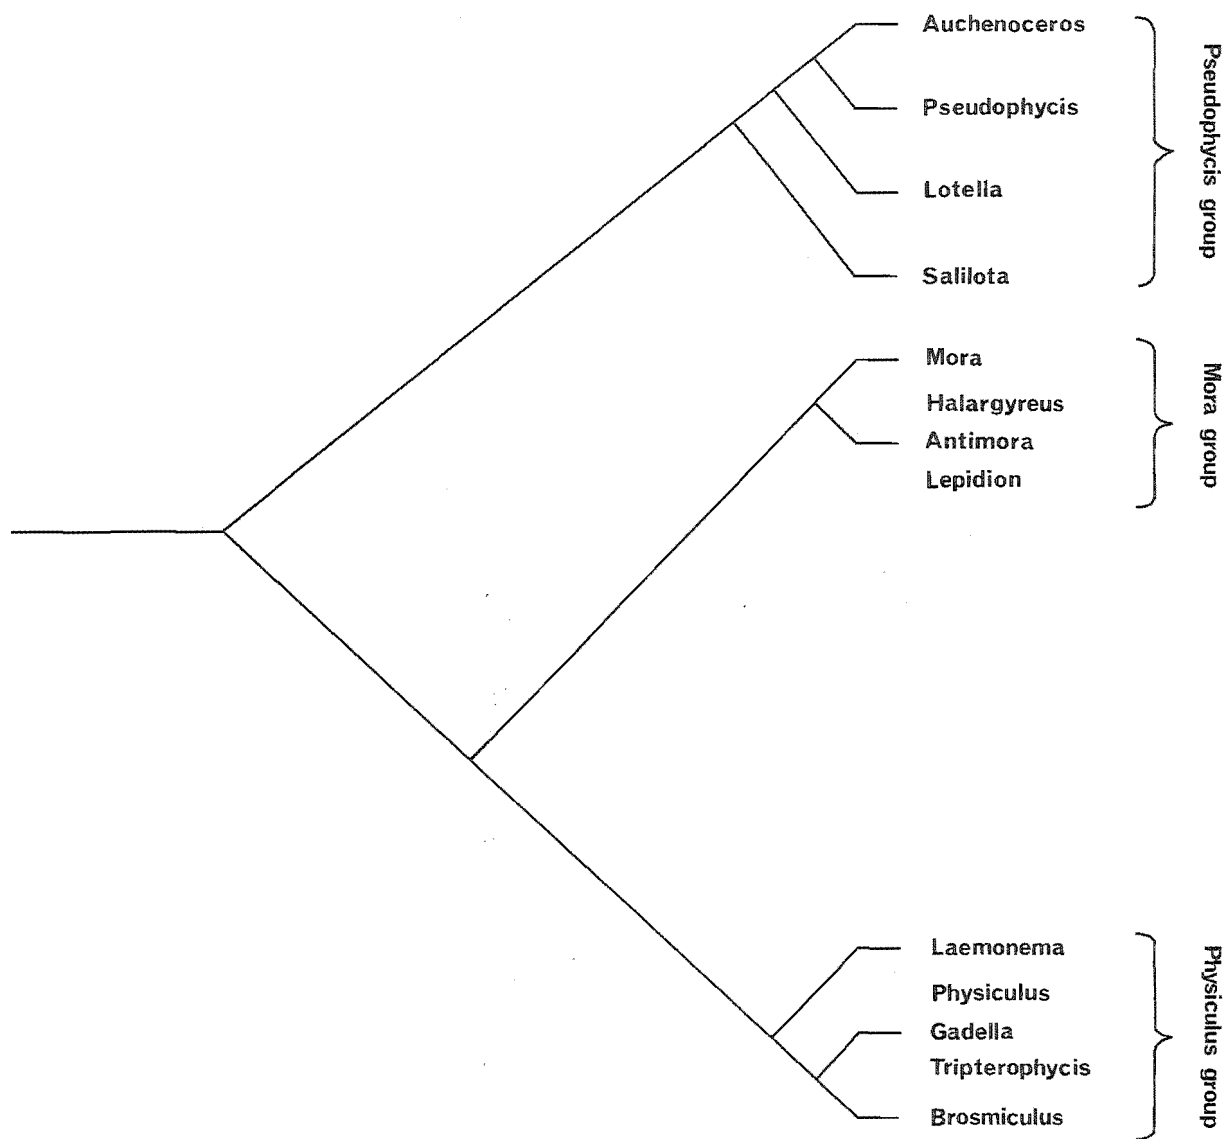 Auchenoceros
Pseudophycis
Lotella
Salilota
Pseudophycis group
Mora
Halargyreus
Antimora
Lepidion
Mora group
Laemonema
Physiculus
Gadella
Tripterophycis
Brosmiculus
Physiculus group